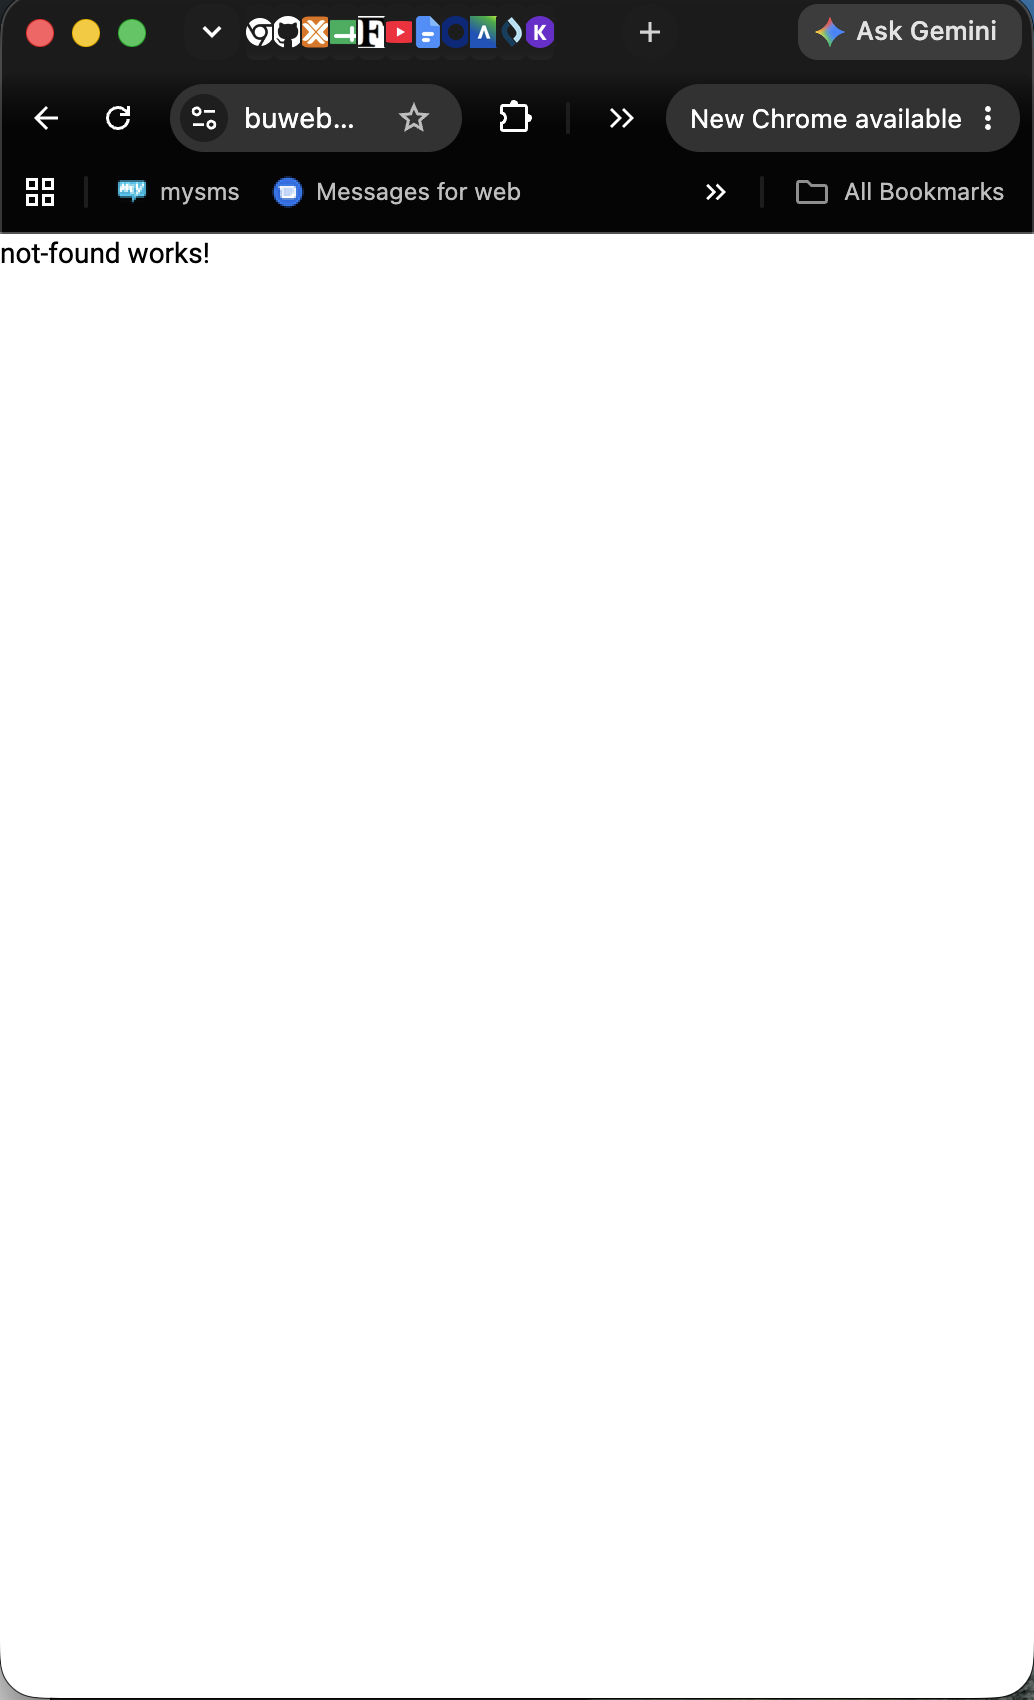 K
Ask Gemini
buweb...
New Chrome available
mysms
Messages for web
All Bookmarks
not-found works!